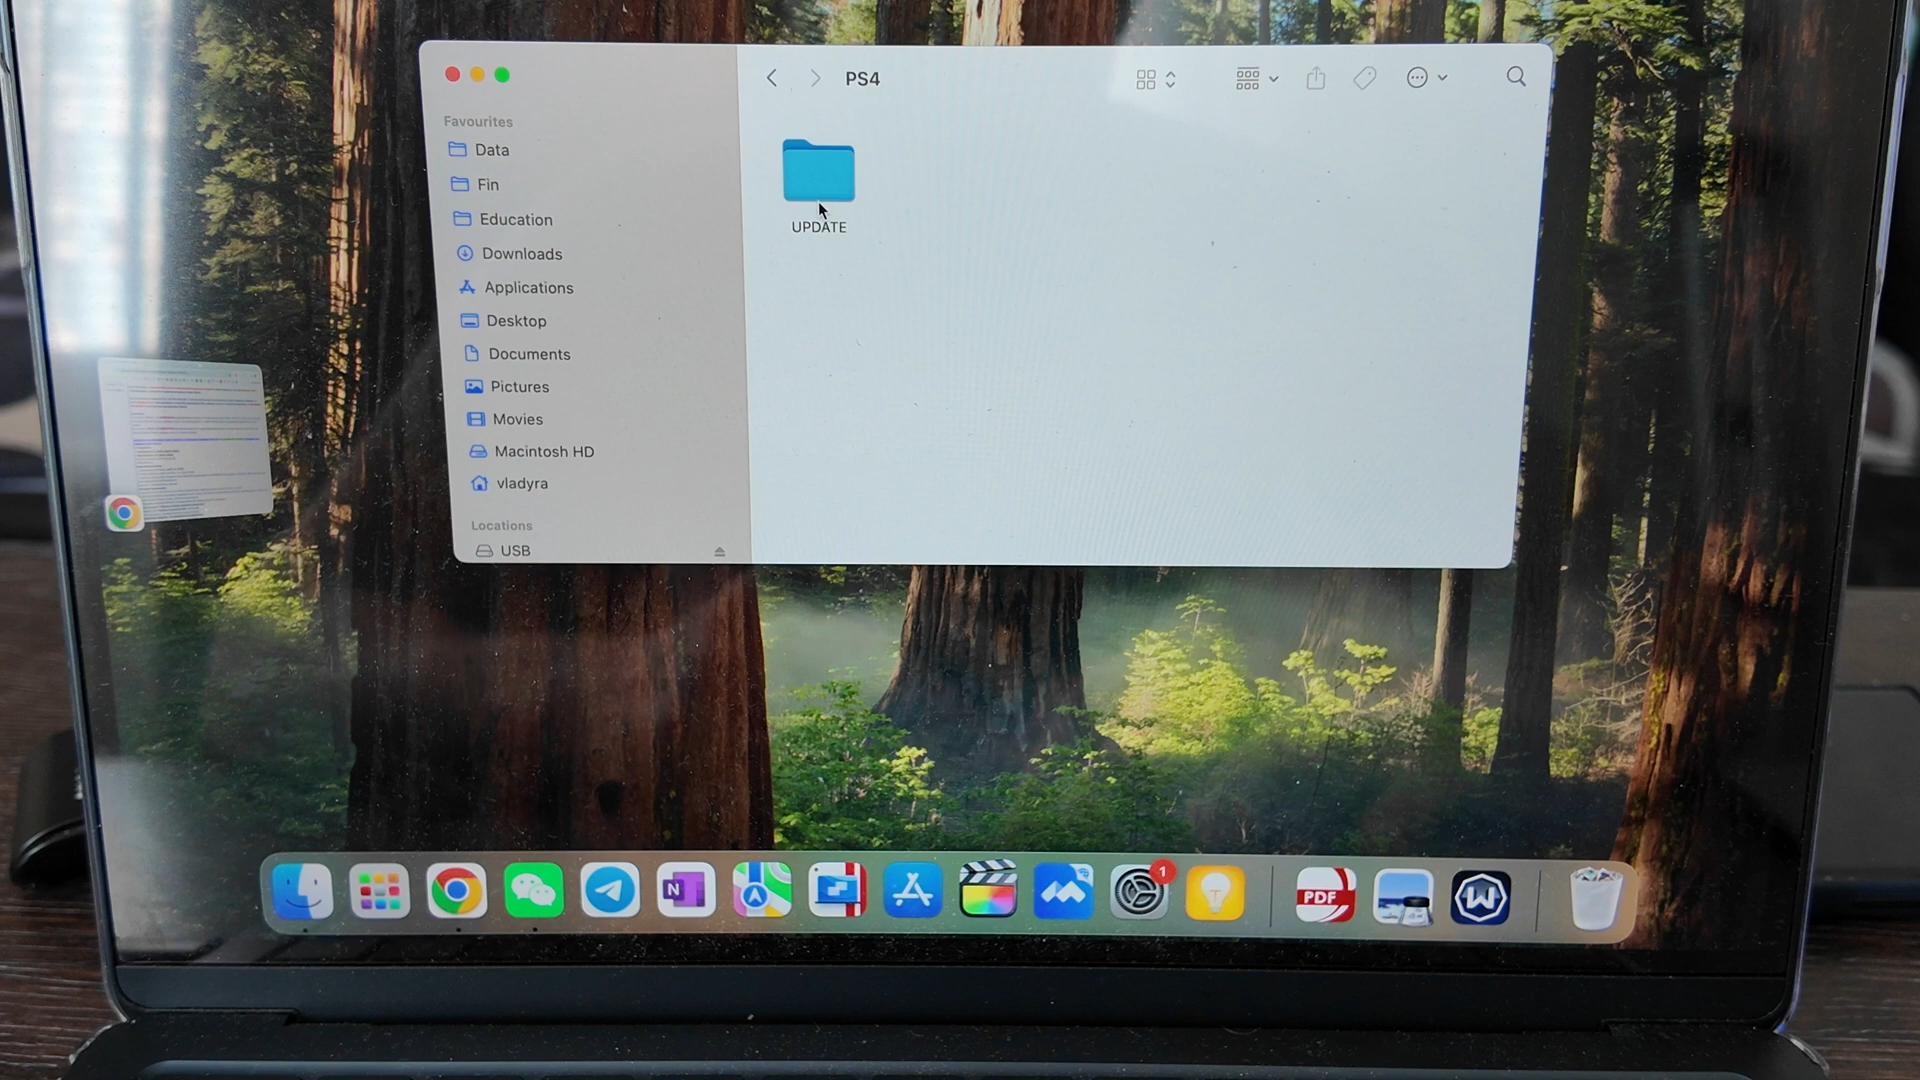 PS4
Favourites
Data
Fin
Education
Downloads
Applications
Desktop
Documents
Pictures
Movies
Macintosh HD
vladyra
Locations
USB
UPDATE
N
A
1
PDF
W